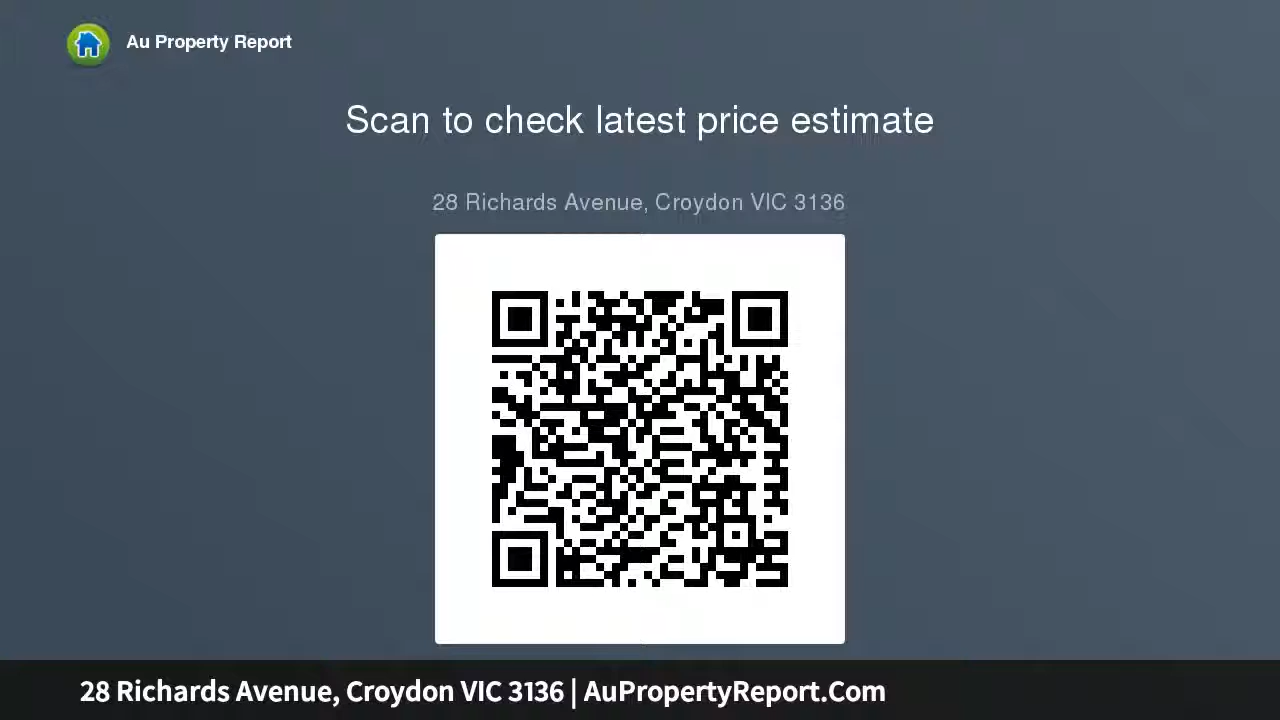 Au Property Report
Scan to check latest price estimate
28 Richards Avenue, Croydon VIC 3136
28 Richards Avenue, Croydon VIC 3136 | AuPropertyReport.Com